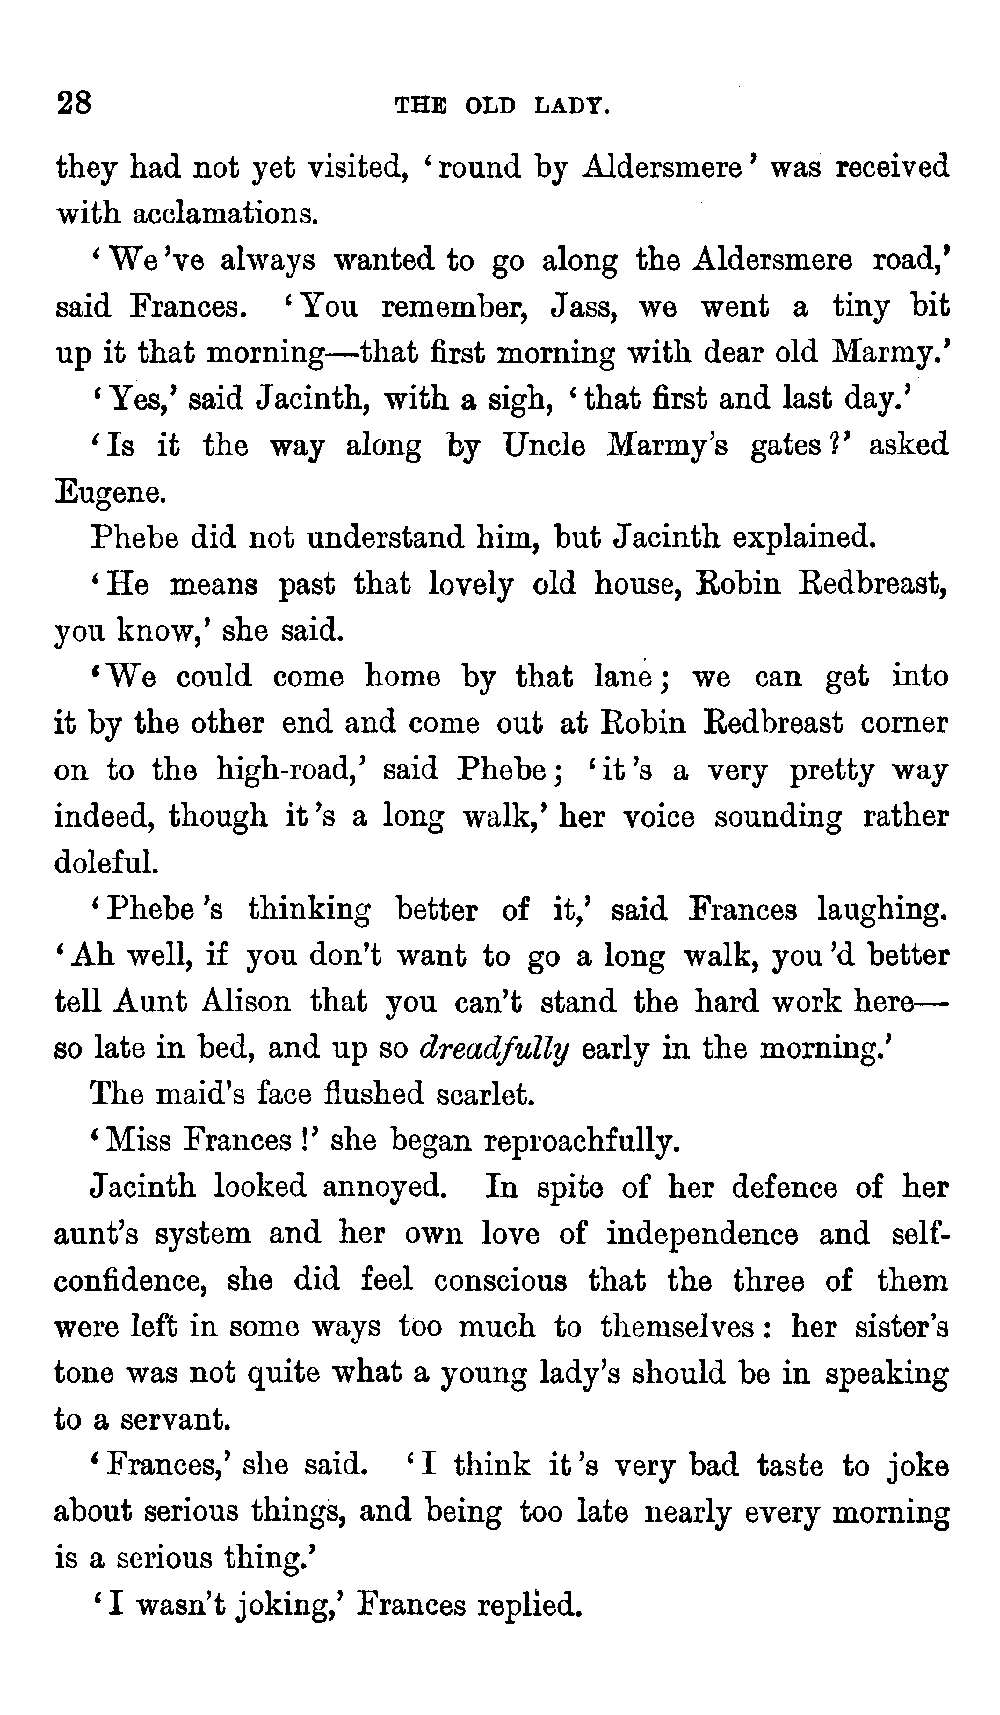 28 THE OLD LADY.
they had not yet visited, ‘round by Aldersmere’ was received
with acclamations.
‘We’ve always wanted to go along the Aldersmere road,’
said Frances. ‘You remember, Jass, we went a tiny bit
up it that morning—that first morning with dear old Marmy.’
‘Yes,’ said Jacinth, with a sigh, ‘that first and last day.’
‘Is it the way along by Uncle Marmy’s gates?’ asked
Eugene.
Phebe did not understand him, but Jacinth explained.
‘He means past that lovely old house, Robin Redbreast,
you know,’ she said.
‘We could come home by that lane; we can get into
it by the other end and come out at Robin Redbreast corner
on to the high-road,’ said Phebe; ‘it’s a very pretty way
indeed, though it’s a long walk,’ her voice sounding rather
doleful.
‘Phebe’s thinking better of it,’ said Frances laughing.
‘Ah well, if you don’t want to go a long walk, you’d better
tell Aunt Alison that you can’t stand the hard work here—
so late in bed, and up so dreadfully early in the morning.’
The maid’s face flushed scarlet.
‘Miss Frances!’ she began reproachfully.
Jacinth looked annoyed. In spite of her defence of her
aunt’s system and her own love of independence and self-
confidence, she did feel conscious that the three of them
were left in some ways too much to themselves: her sister’s
tone was not quite what a young lady’s should be in speaking
to a servant.
‘Frances,’ she said. ‘I think it’s very bad taste to joke
about serious things, and being too late nearly every morning
is a serious thing.’
‘I wasn’t joking,’ Frances replied.